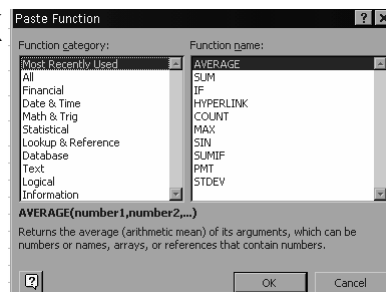 Paste Function
Function category:
Most Recently Used
All
Financial
Date & Time
Math & Trig
Statistical
Lookup & Reference
Database
Text
Logical
Information
Function name:
AVERAGE
SUM
IF
HYPERLINK
COUNT
MAX
SIN
SUMIF
PMT
STDEV
AVERAGE(number1,number2,...)
Returns the average (arithmetic mean) of its arguments, which can be
numbers or names, arrays, or references that contain numbers.
OK
Cancel